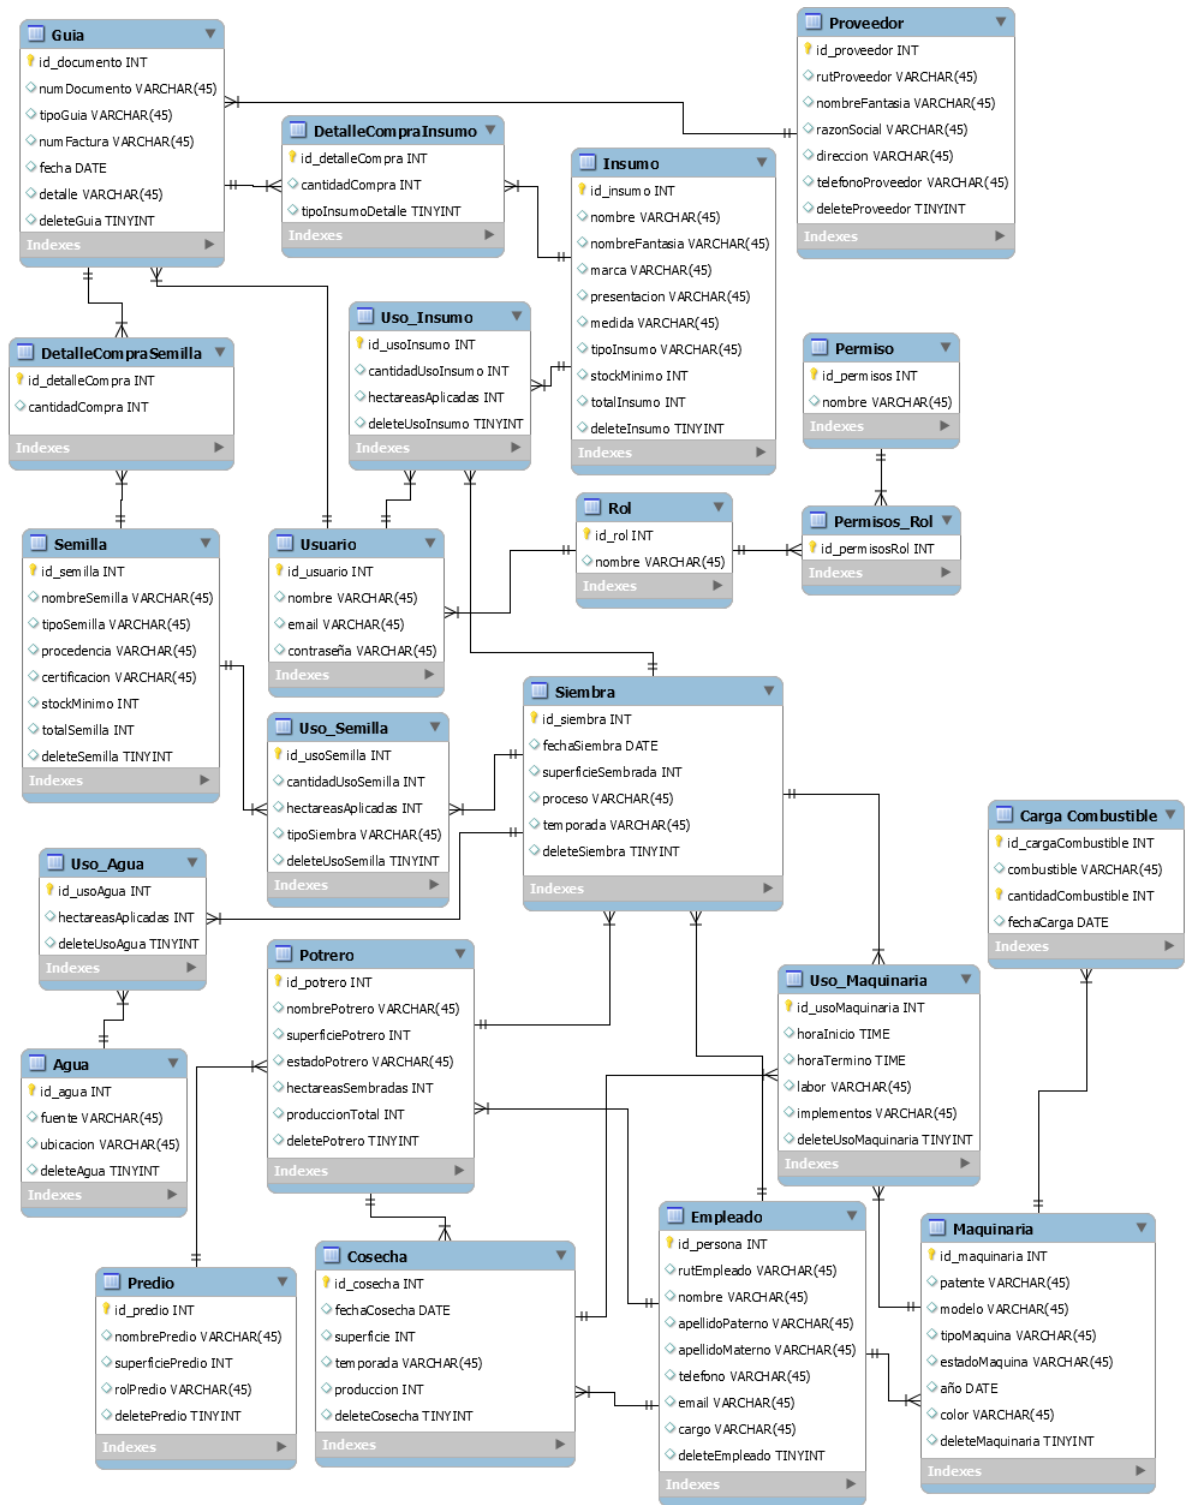 Guia
id_documento INT
numDocumento VARCHAR(45)
tipoGuia VARCHAR(45)
numFactura VARCHAR(45)
fecha DATE
detalle VARCHAR(45)
deleteGuia TINYINT
Indexes
Proveedor
id_proveedor INT
rutProveedor VARCHAR(45)
nombreFantasia VARCHAR(45)
razonSocial VARCHAR(45)
direccion VARCHAR(45)
telefonoProveedor VARCHAR(45)
deleteProveedor TINYINT
Indexes
DetalleCompraInsumo
id_detalleCompra INT
cantidadCompra INT
tipoInsumoDetalle TINYINT
Indexes
Insumo
id_insumo INT
nombre VARCHAR(45)
nombreFantasia VARCHAR(45)
marca VARCHAR(45)
presentacion VARCHAR(45)
medida VARCHAR(45)
tipoInsumo VARCHAR(45)
stockMinimo INT
totalInsumo INT
deleteInsumo TINYINT
Indexes
Uso_Insumo
id_usoInsumo INT
cantidadUsoInsumo INT
hectareasAplicadas INT
deleteUsoInsumo TINYINT
Indexes
DetalleCompraSemilla
id_detalleCompra INT
cantidadCompra INT
Indexes
Permiso
id_permisos INT
nombre VARCHAR(45)
Indexes
Rol
id_rol INT
nombre VARCHAR(45)
Indexes
Permisos_Rol
id_permisosRol INT
Indexes
Semilla
id_semilla INT
nombreSemilla VARCHAR(45)
tipoSemilla VARCHAR(45)
procedencia VARCHAR(45)
certificacion VARCHAR(45)
stockMinimo INT
totalSemilla INT
deleteSemilla TINYINT
Indexes
Usuario
id_usuario INT
nombre VARCHAR(45)
email VARCHAR(45)
contraseña VARCHAR(45)
Indexes
Uso_Semilla
id_usoSemilla INT
cantidadUsoSemilla INT
hectareasAplicadas INT
tipoSiembra VARCHAR(45)
deleteUsoSemilla TINYINT
Indexes
Siembra
id_siembra INT
fechaSiembra DATE
superficieSembrada INT
proceso VARCHAR(45)
temporada VARCHAR(45)
deleteSiembra TINYINT
Indexes
Carga Combustible
id_cargaCombustible INT
combustible VARCHAR(45)
cantidadCombustible INT
fechaCarga DATE
Indexes
Uso_Agua
id_usoAgua INT
hectareasAplicadas INT
deleteUsoAgua TINYINT
Indexes
Potrero
id_potrero INT
nombrePotrero VARCHAR(45)
superficiePotrero INT
estadoPotrero VARCHAR(45)
hectareasSembradas INT
produccionTotal INT
deletePotrero TINYINT
Indexes
Uso_Maquinaria
id_usoMaquinaria INT
horaInicio TIME
horaTermino TIME
labor VARCHAR(45)
implementos VARCHAR(45)
deleteUsoMaquinaria TINYINT
Indexes
Agua
id_agua INT
fuente VARCHAR(45)
ubicacion VARCHAR(45)
deleteAgua TINYINT
Indexes
Predio
id_predio INT
nombrePredio VARCHAR(45)
superficiePredio INT
rolPredio VARCHAR(45)
deletePredio TINYINT
Indexes
Cosecha
id_cosecha INT
fechaCosecha DATE
superficie INT
temporada VARCHAR(45)
produccion INT
deleteCosecha TINYINT
Indexes
Empleado
id_persona INT
rutEmpleado VARCHAR(45)
nombre VARCHAR(45)
apellidoPaterno VARCHAR(45)
apellidoMaterno VARCHAR(45)
telefono VARCHAR(45)
email VARCHAR(45)
cargo VARCHAR(45)
deleteEmpleado TINYINT
Indexes
Maquinaria
id_maquinaria INT
patente VARCHAR(45)
modelo VARCHAR(45)
tipoMaquina VARCHAR(45)
estadoMaquina VARCHAR(45)
año DATE
color VARCHAR(45)
deleteMaquinaria TINYINT
Indexes